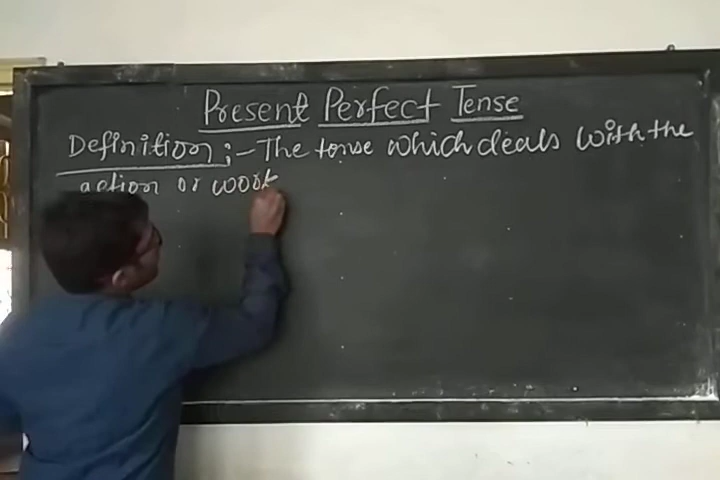 Present Perfect Tense
Definition :- The tense which deals with the
action or work